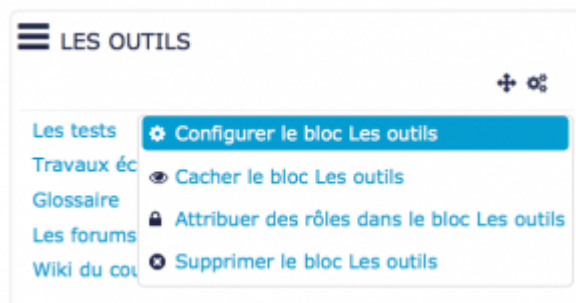 LES OUTILS
Les tests
Configurer le bloc Les outils
Travaux éc
Cacher le bloc Les outils
Glossaire
Attribuer des rôles dans le bloc Les outils
Les forums
Supprimer le bloc Les outils
Wiki du cou